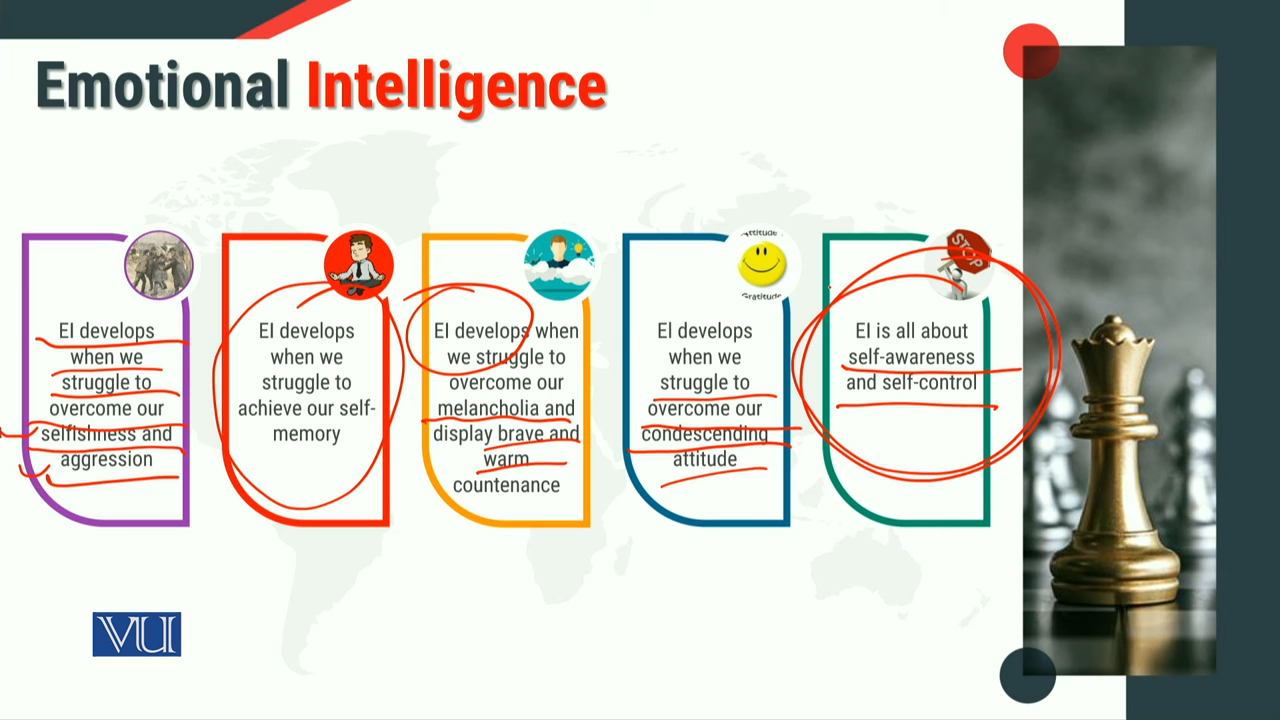 Emotional Intelligence
EI develops
when we
struggle to
overcome our
selfishness and
aggression
EI develops
when we
struggle to
achieve our self-
memory
EI develops when
we struggle to
overcome our
melancholia and
display brave and
warm
countenance
Attitude
Gratitude
EI develops
when we
struggle to
overcome our
condescending
attitude
STOP
EI is all about
self-awareness
and self-control
VU